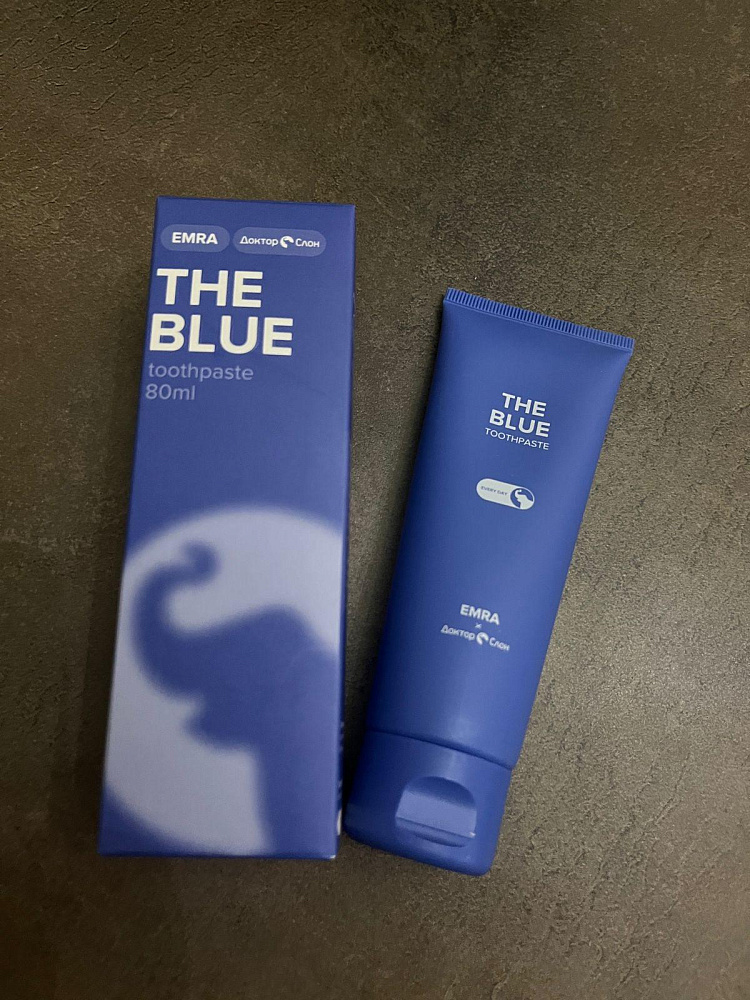 EMRA Доктор Слон
THE
BLUE
toothpaste
80ml
THE
BLUE
TOOTHPASTE
EVERY DAY
EMRA
×
Доктор Слон